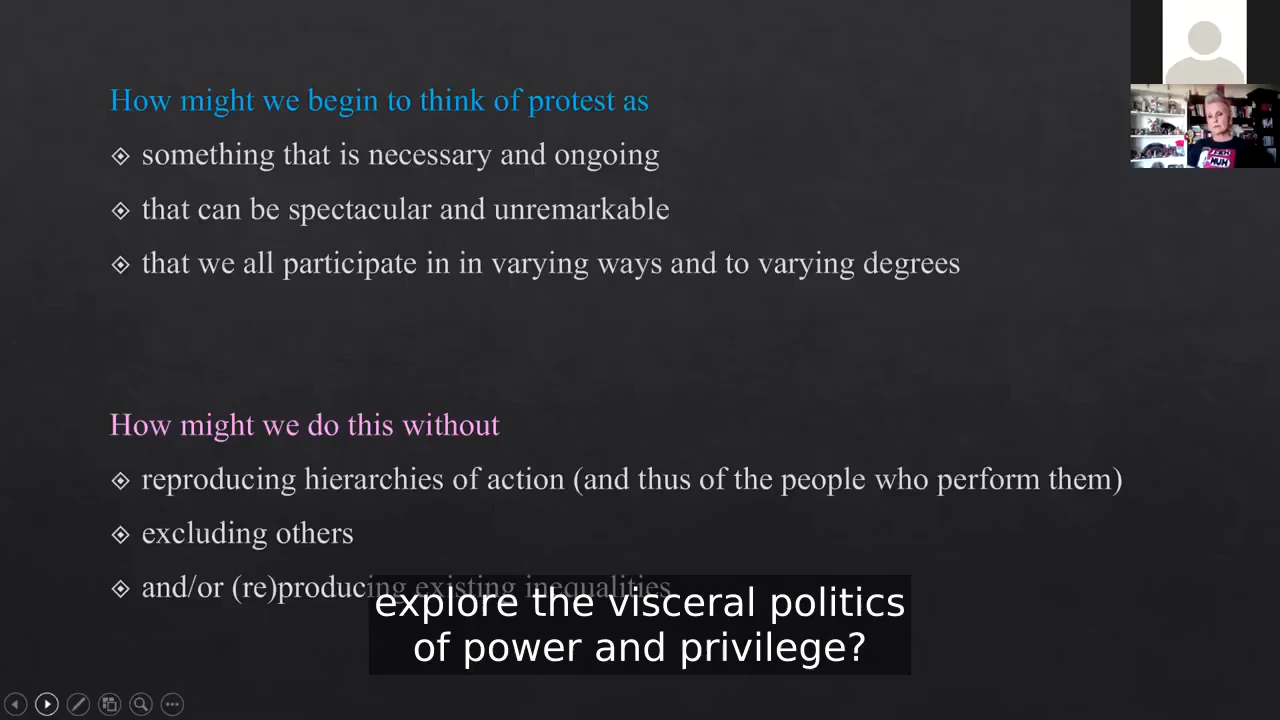 How might we begin to think of protest as
something that is necessary and ongoing
that can be spectacular and unremarkable
that we all participate in in varying ways and to varying degrees
How might we do this without
reproducing hierarchies of action (and thus of the people who perform them)
excluding others
and/or (re)producing existing inequalities
explore the visceral politics
of power and privilege?